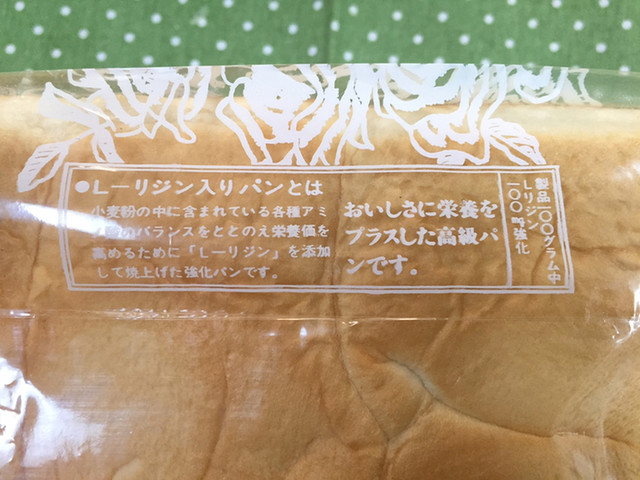 ●L−リジン入りパンとは
小麦粉の中に含まれている各種アミ
のバランスをととのえ栄養価を
高めるために「L−リジン」を添加
して焼上げた強化パンです。
おいしさに栄養を
プラスした高級パ
ンです。
製品一〇〇グラム中
Lリジン
一〇〇mg強化